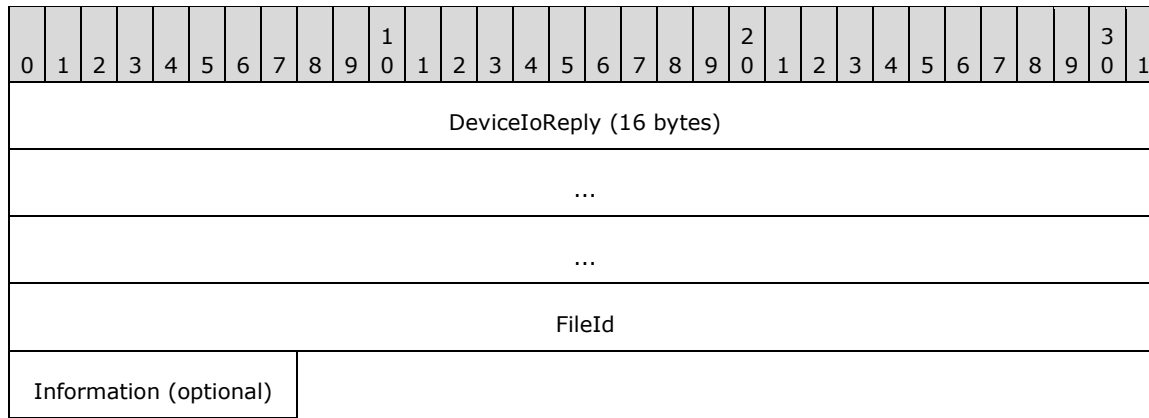 1 2 3
0 1 2 3 4 5 6 7 8 9 0 1 2 3 4 5 6 7 8 9 0 1 2 3 4 5 6 7 8 9 0 1
DeviceIoReply (16 bytes)
...
...
FileId
Information (optional)